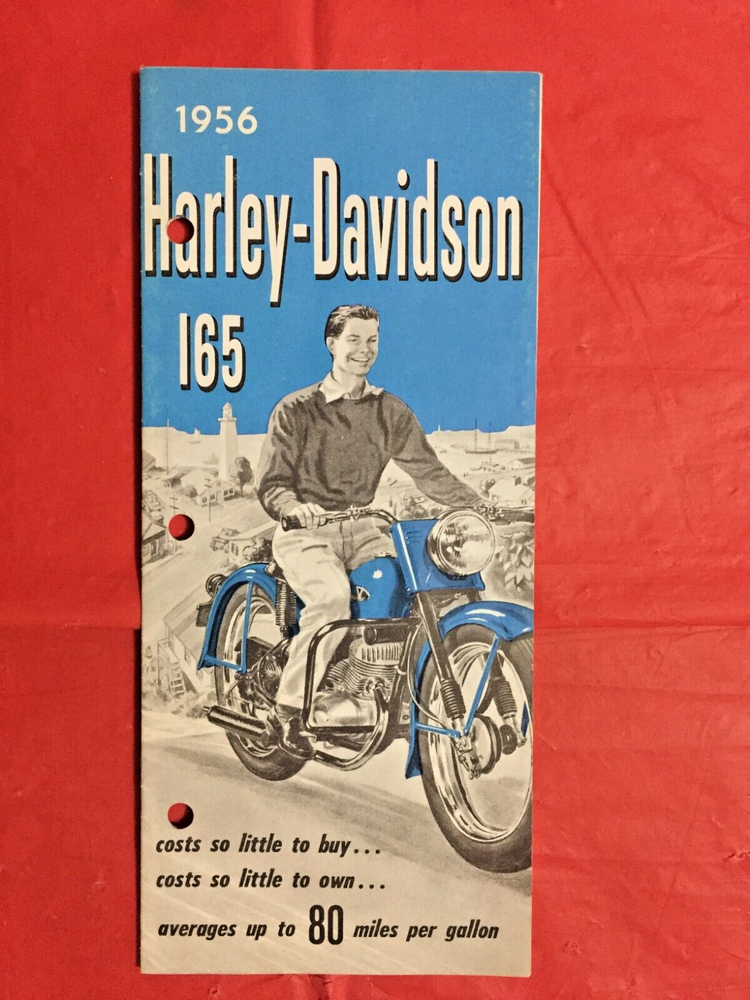 1956
Harley-Davidson
165
costs so little to buy...
costs so little to own...
averages up to 80 miles per gallon